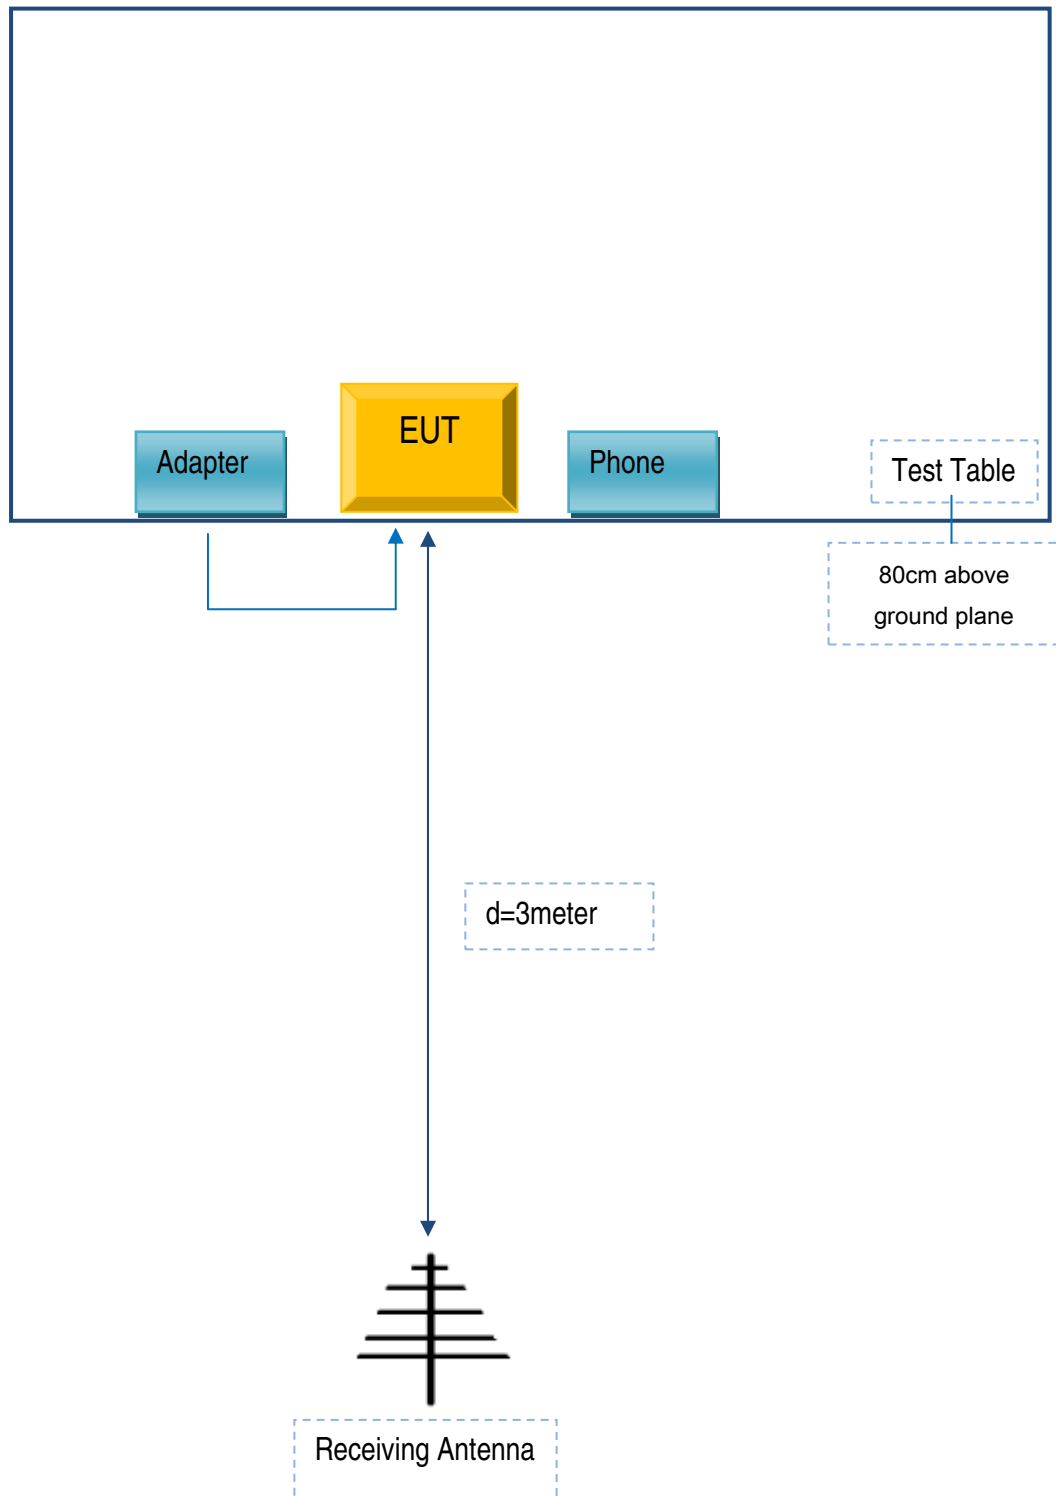 EUT
Adapter
Phone
Test Table
80cm above
ground plane
d=3meter
Receiving Antenna